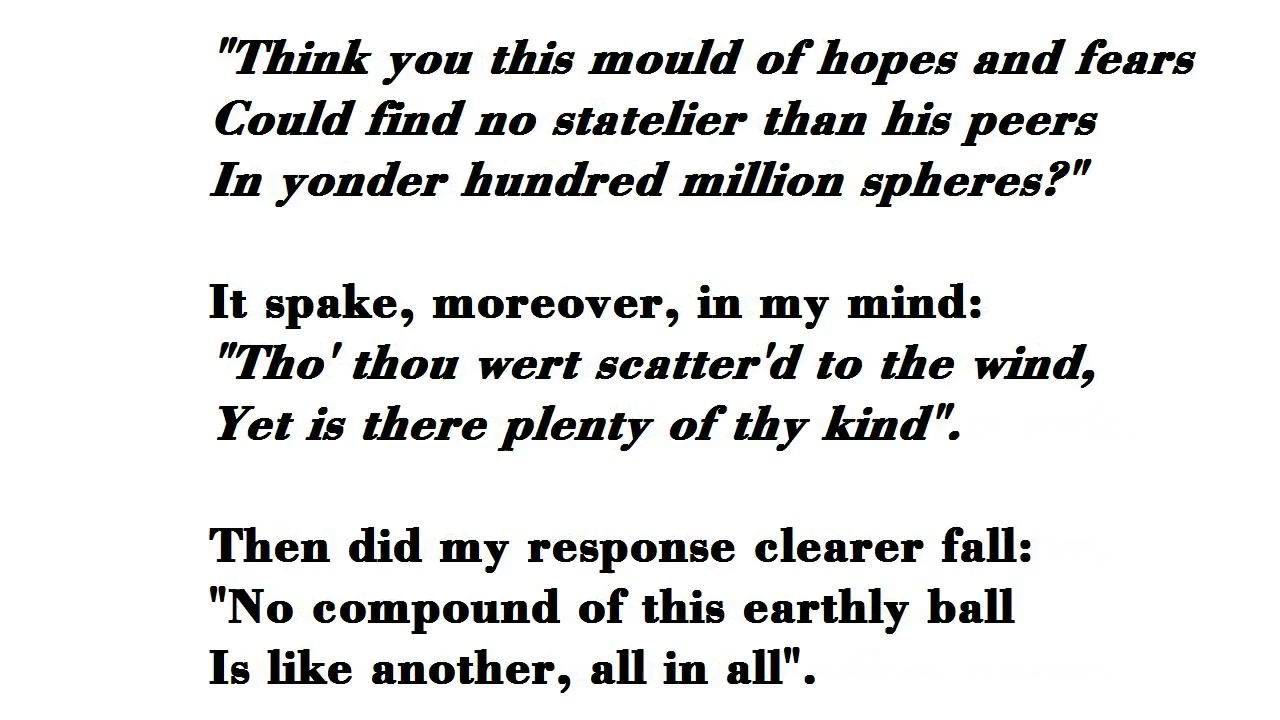 "Think you this mould of hopes and fears
Could find no statelier than his peers
In yonder hundred million spheres?"
It spake, moreover, in my mind:
"Tho' thou wert scatter'd to the wind,
Yet is there plenty of thy kind".
Then did my response clearer fall:
"No compound of this earthly ball
Is like another, all in all".